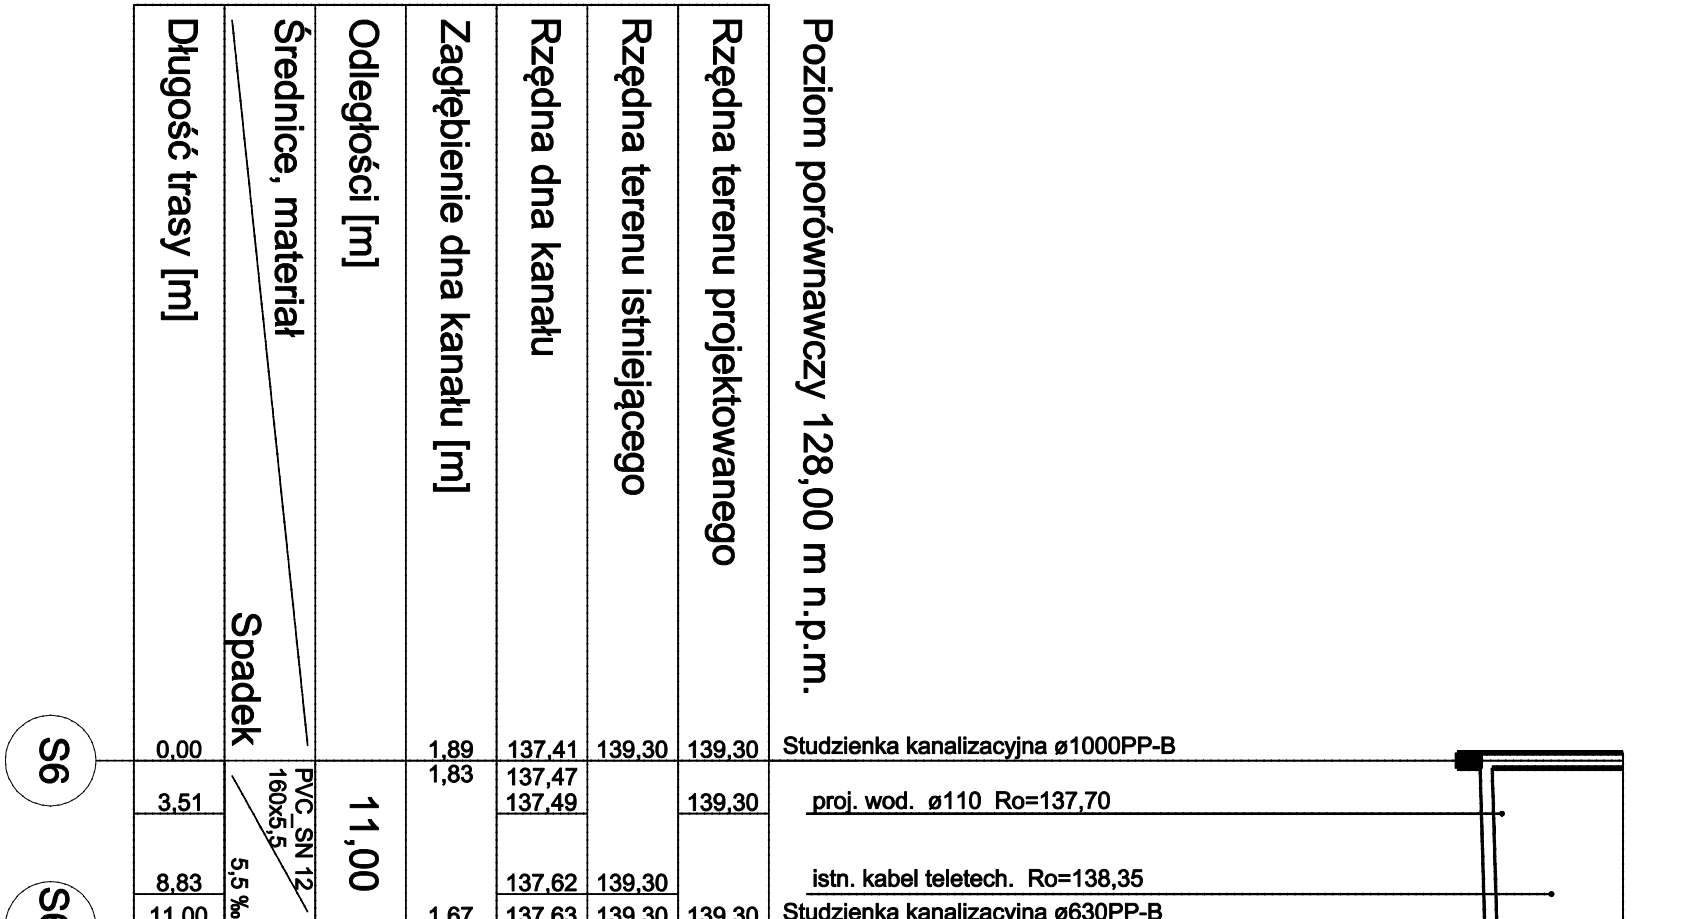 Poziom porównawczy 128,00 m n.p.m.
Rzędna terenu projektowanego
Rzędna terenu istniejącego
Rzędna dna kanału
Zagłębienie dna kanału [m]
Odległości [m]
Średnice, materiał
Spadek
Długość trasy [m]
S6
0,00
1,89
137,41
139,30
139,30
Studzienka kanalizacyjna ø1000PP-B
1,83
137,47
3,51
137,49
139,30
proj. wod. ø110 Ro=137,70
PVC_SN 12
160x5,5
5,5 ‰
11,00
8,83
137,62
139,30
istn. kabel teletech. Ro=138,35
11,00
1,67
137,63
139,30
139,30
Studzienka kanalizacyjna ø630PP-B